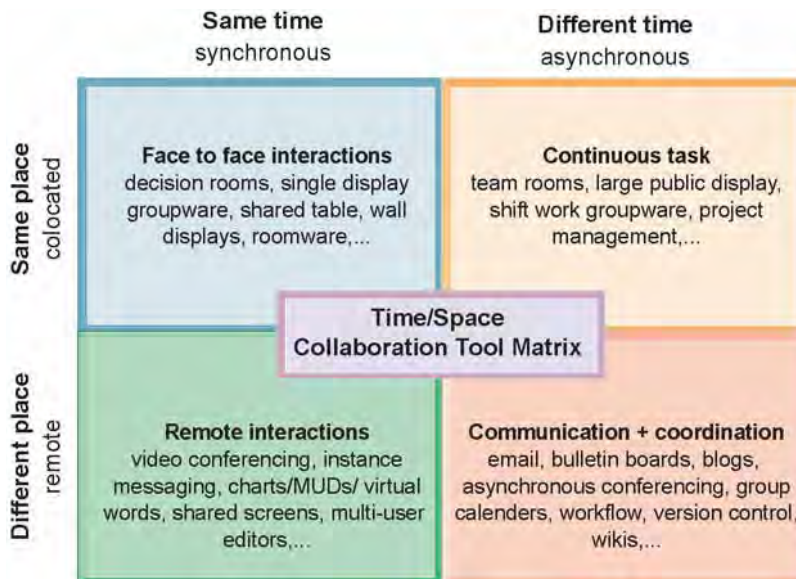 Same time
synchronous
Different time
asynchronous
Same place
colocated
Face to face interactions
decision rooms, single display
groupware, shared table, wall
displays, roomware,...
Continuous task
team rooms, large public display,
shift work groupware, project
management,...
Time/Space
Collaboration Tool Matrix
Different place
remote
Remote interactions
video conferencing, instance
messaging, charts/MUDs/ virtual
words, shared screens, multi-user
editors,...
Communication + coordination
email, bulletin boards, blogs,
asynchronous conferencing, group
calenders, workflow, version control,
wikis,...